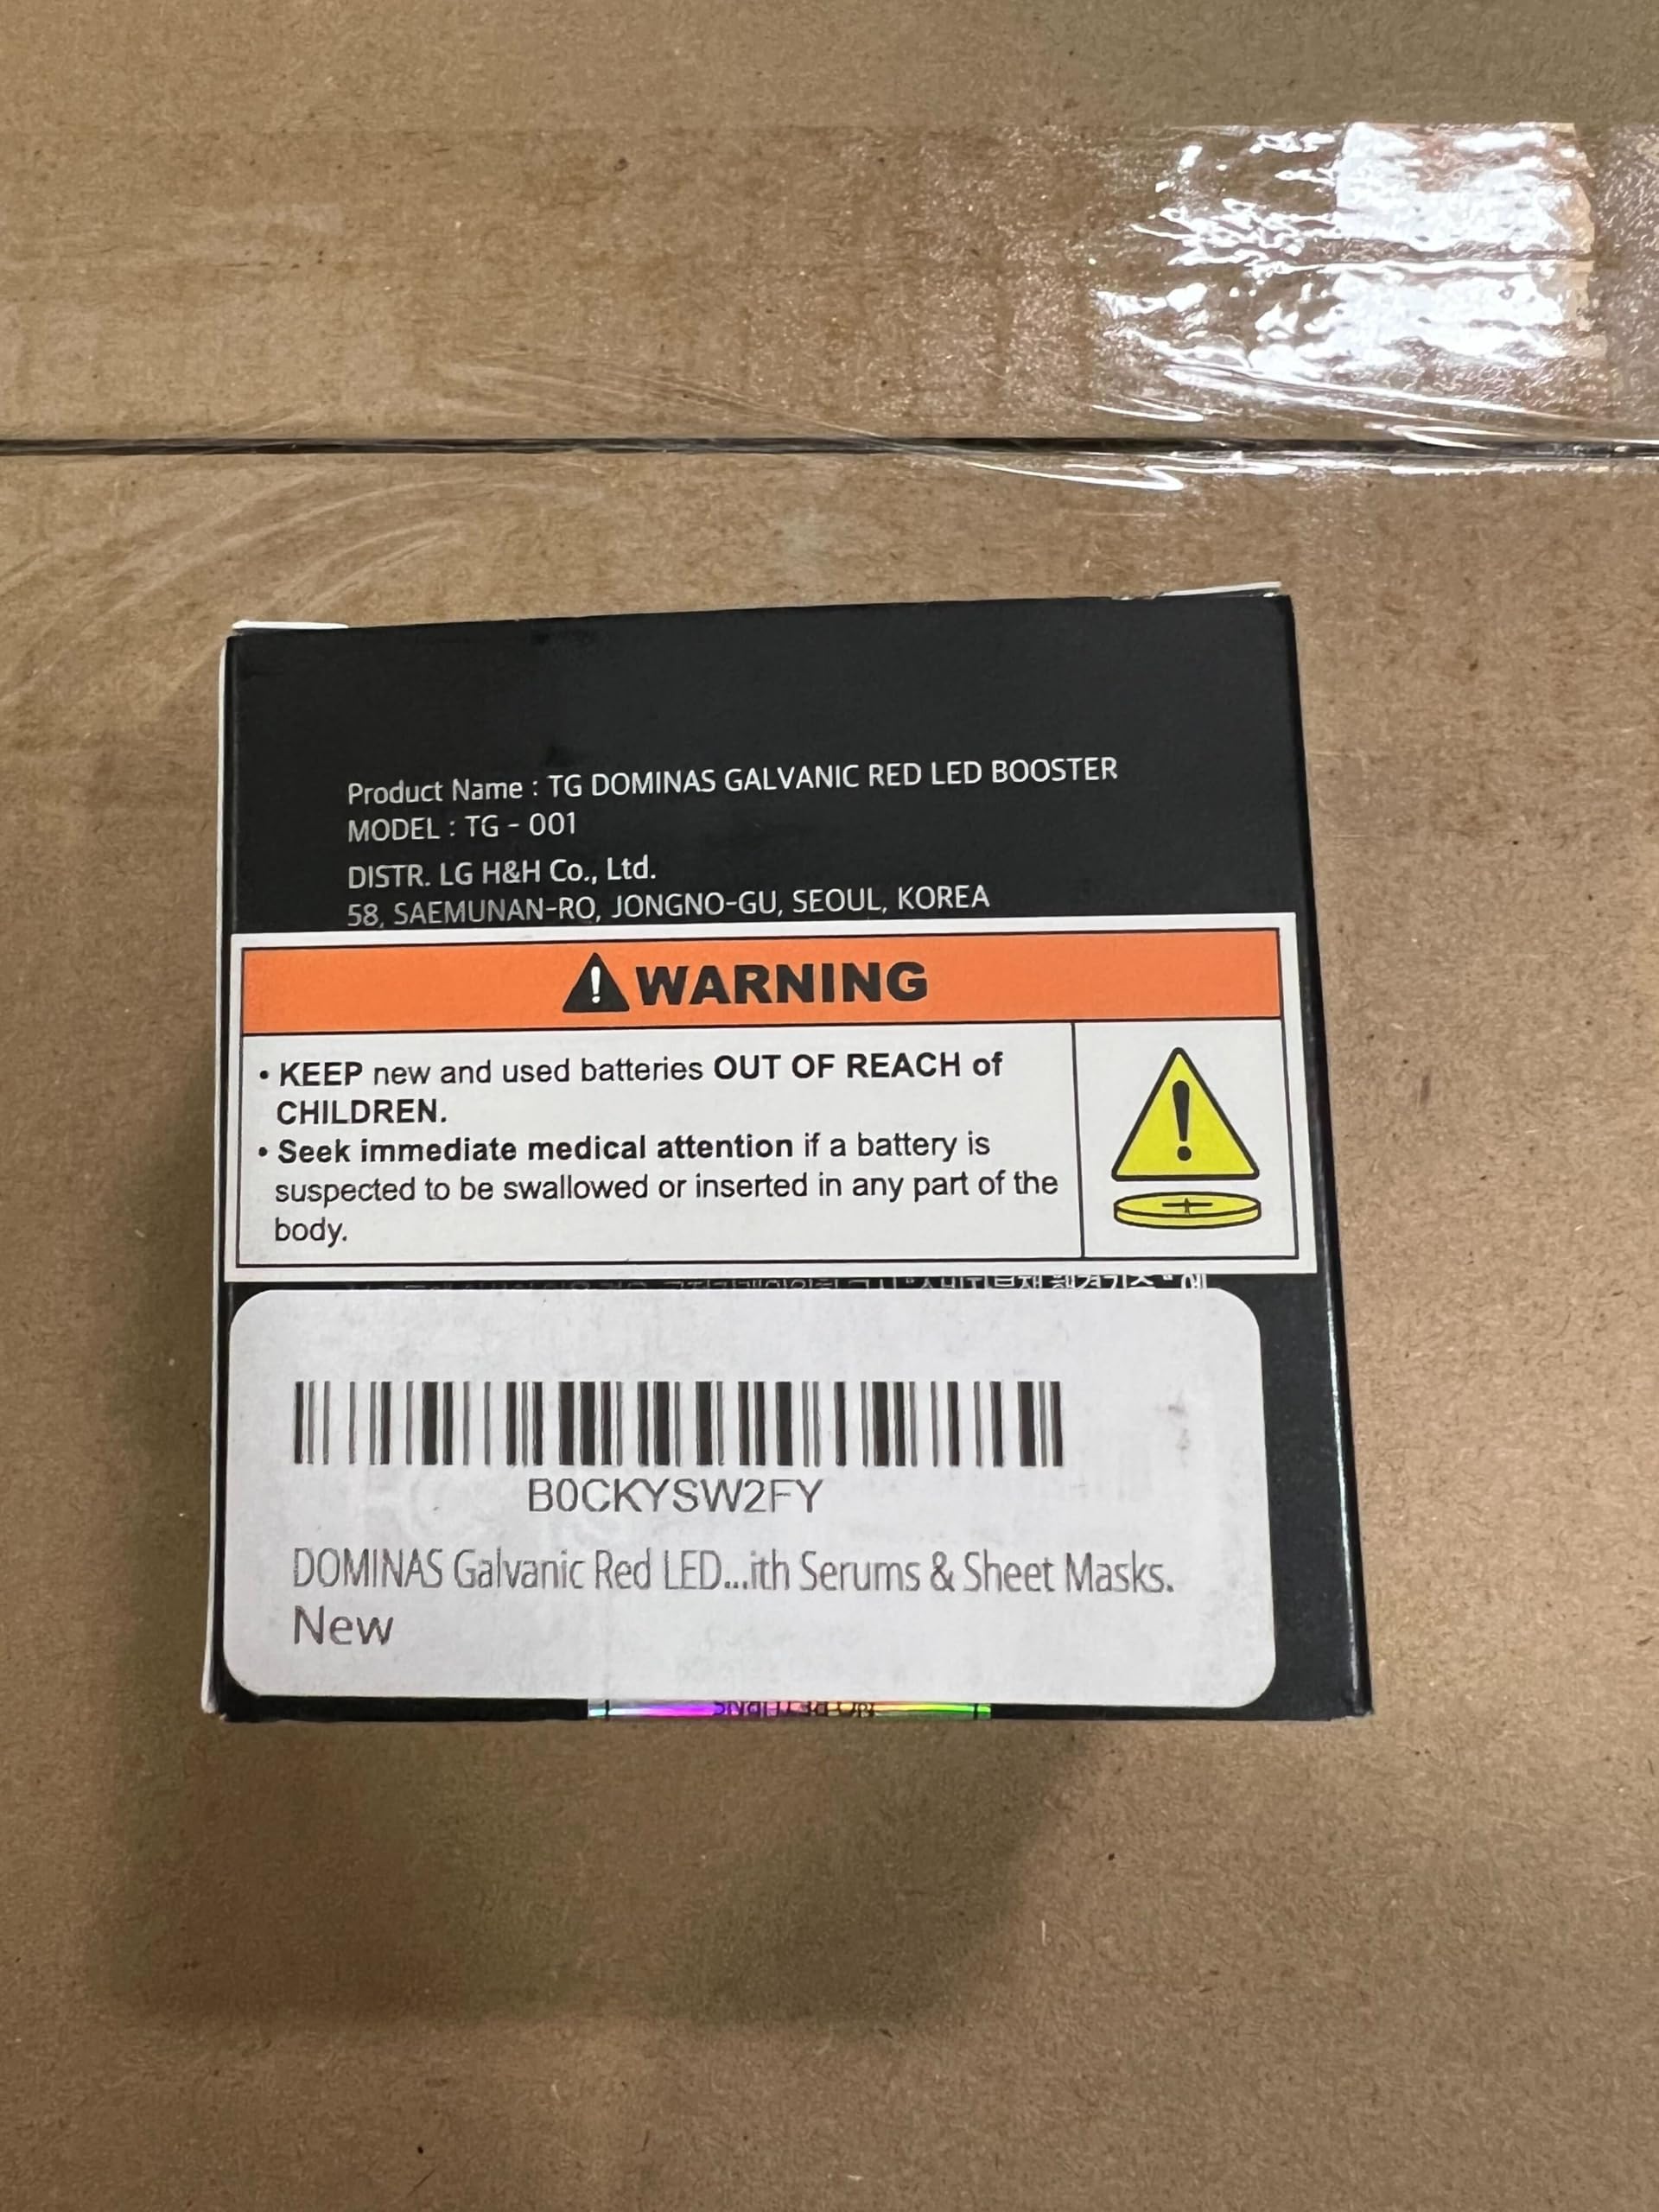 Product Name : TG DOMINAS GALVANIC RED LED BOOSTER
MODEL : TG - 001
DISTR. LG H&H Co., Ltd.
58, SAEMUNAN-RO, JONGNO-GU, SEOUL, KOREA
WARNING
• KEEP new and used batteries OUT OF REACH of
CHILDREN.
• Seek immediate medical attention if a battery is
suspected to be swallowed or inserted in any part of the
body.
B0CKYSW2FY
DOMINAS Galvanic Red LED...ith Serums & Sheet Masks.
New